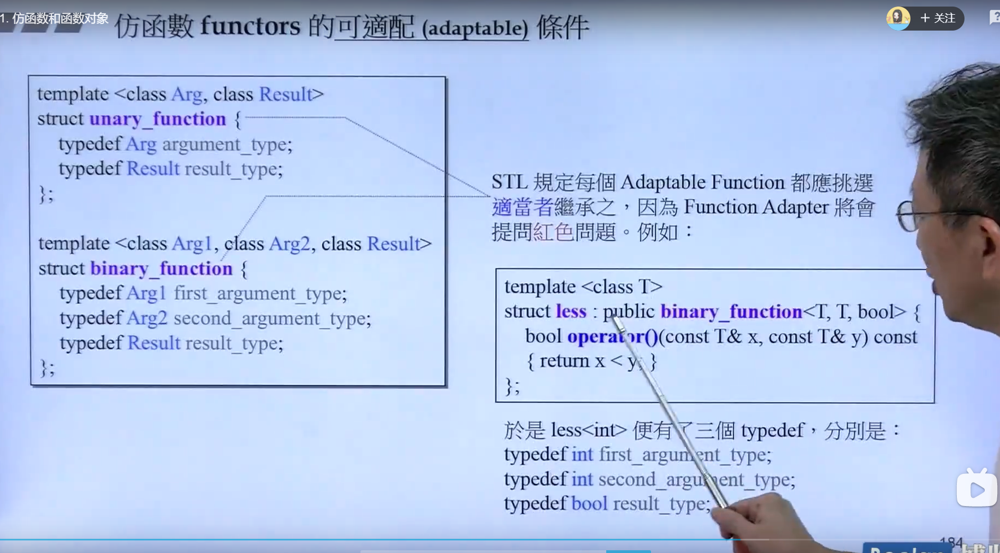 1. 仿函数和函数对象
仿函數 functors 的可適配 (adaptable) 條件
+ 关注
template <class Arg, class Result>
struct unary_function {
typedef Arg argument_type;
typedef Result result_type;
};
template <class Arg1, class Arg2, class Result>
struct binary_function {
typedef Arg1 first_argument_type;
typedef Arg2 second_argument_type;
typedef Result result_type;
};
STL 規定每個 Adaptable Function 都應挑選
適當者繼承之，因為 Function Adapter 將會
提問紅色問題。例如：
template <class T>
struct less : public binary_function<T, T, bool> {
bool operator()(const T& x, const T& y) const
{ return x < y; }
};
於是 less<int> 便有了三個 typedef，分別是：
typedef int first_argument_type;
typedef int second_argument_type;
typedef bool result_type;
184